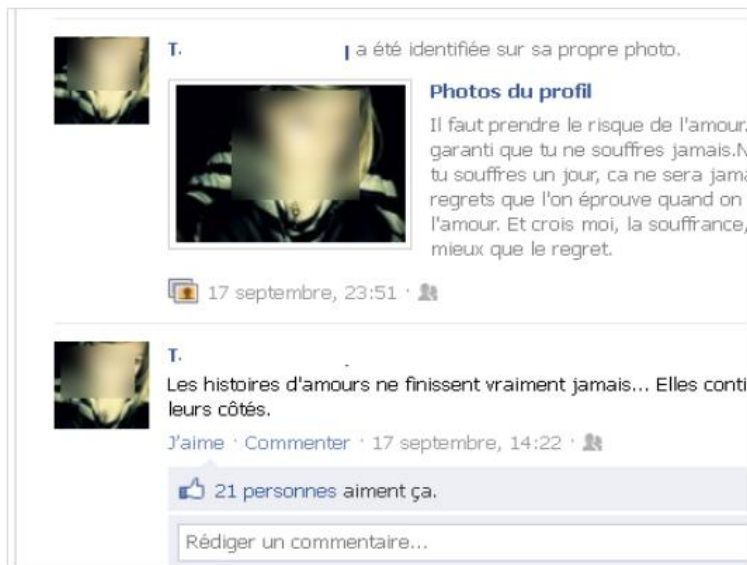 T. a été identifiée sur sa propre photo.
Photos du profil
Il faut prendre le risque de l'amour.
garanti que tu ne souffres jamais.N
tu souffres un jour, ca ne sera jama
regrets que l'on éprouve quand on
l'amour. Et crois moi, la souffrance,
mieux que le regret.
17 septembre, 23:51 ·
T.
Les histoires d'amours ne finissent vraiment jamais... Elles conti
leurs côtés.
J'aime · Commenter · 17 septembre, 14:22 ·
21 personnes aiment ça.
Rédiger un commentaire...